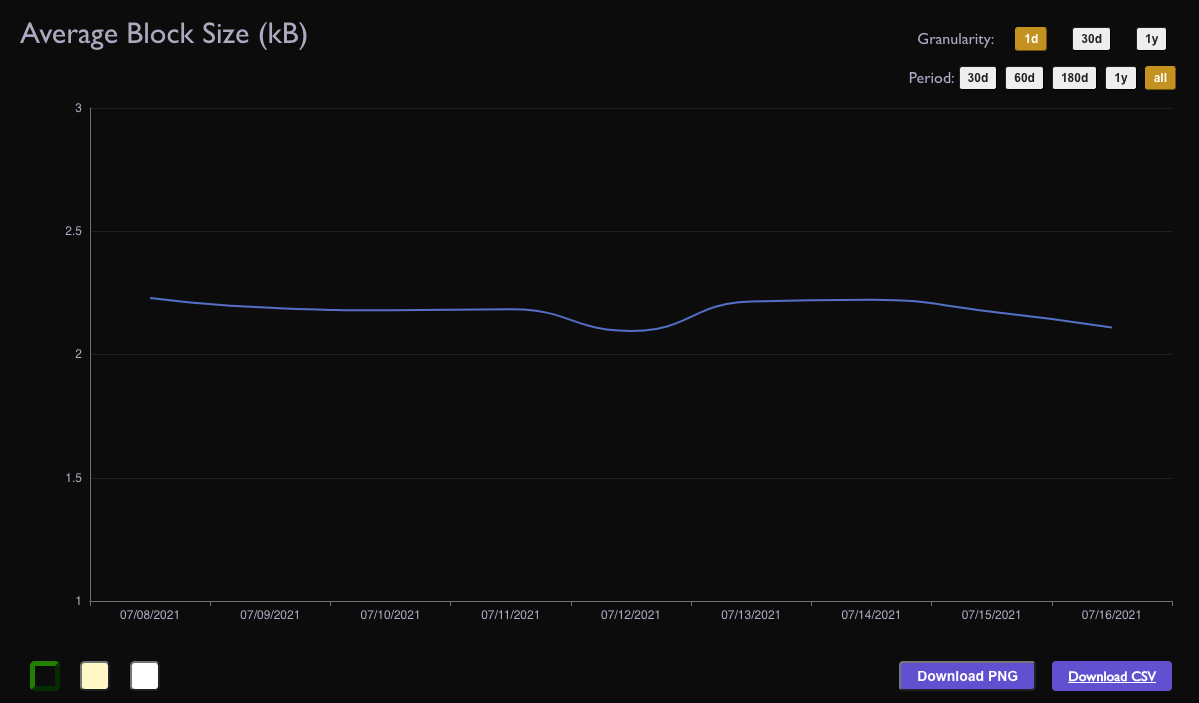 Average Block Size (kB)
Granularity: 1d 30d 1y
Period: 30d 60d 180d 1y all
3
2.5
2
1.5
1
07/08/2021 07/09/2021 07/10/2021 07/11/2021 07/12/2021 07/13/2021 07/14/2021 07/15/2021 07/16/2021
Download PNG Download CSV